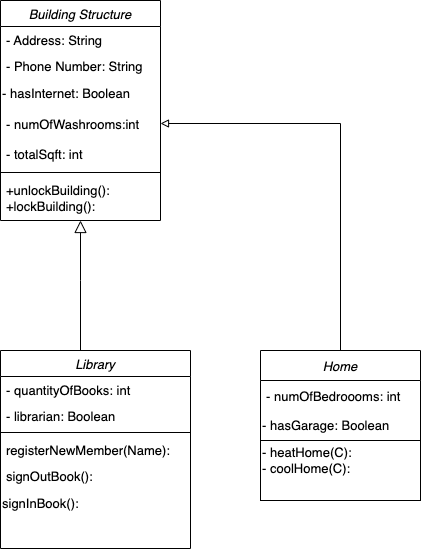 Building Structure
- Address: String
- Phone Number: String
- hasInternet: Boolean
- numOfWashrooms:int
- totalSqft: int
+unlockBuilding():
+lockBuilding():
Library
- quantityOfBooks: int
- librarian: Boolean
registerNewMember(Name):
signOutBook():
signInBook():
Home
- numOfBedroooms: int
- hasGarage: Boolean
- heatHome(C):
- coolHome(C):